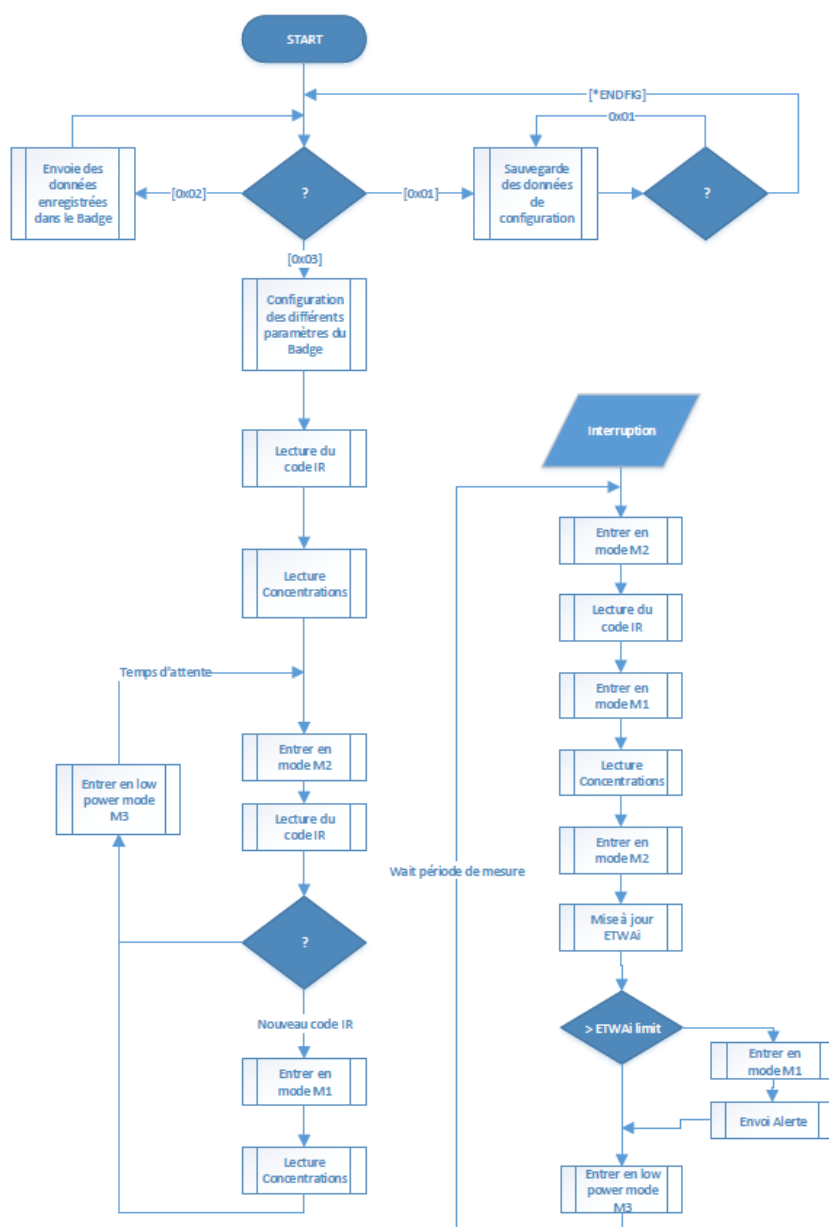 START
[*ENDFIG]
0x01
Envoie des
données
enregistrées
dans le Badge
[0x02]
?
[0x01]
Sauvegarde
des données
de
configuration
?
[0x03]
Configuration
des différents
paramètres du
Badge
Lecture du
code IR
Lecture
Concentrations
Temps d'attente
Entrer en
mode M2
Entrer en low
power mode
M3
Lecture du
code IR
?
Nouveau code IR
Entrer en
mode M1
Lecture
Concentrations
Interruption
Entrer en
mode M2
Lecture du
code IR
Entrer en
mode M1
Lecture
Concentrations
Entrer en
mode M2
Wait période de mesure
Mise à jour
ETWAi
> ETWAi limit
Entrer en
mode M1
Envoi Alerte
Entrer en low
power mode
M3